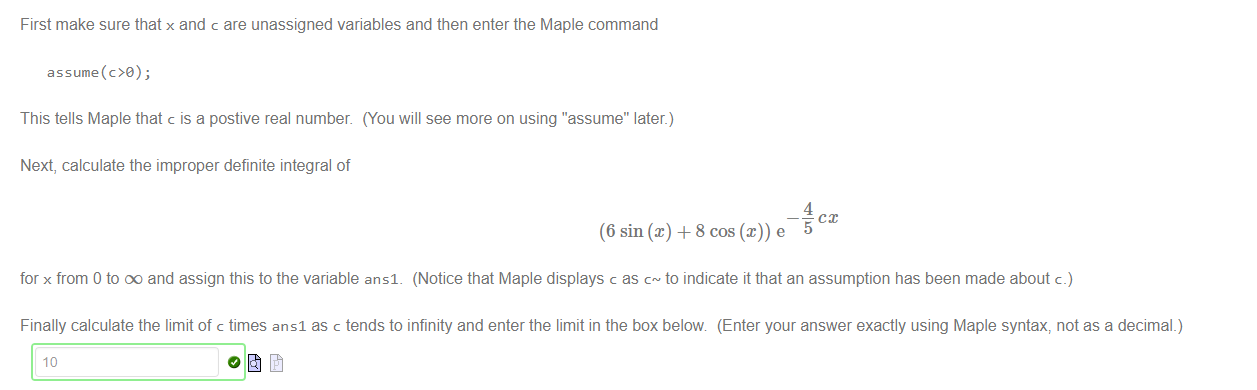 First make sure that x and c are unassigned variables and then enter the Maple command
assume(c>0);
This tells Maple that c is a postive real number. (You will see more on using "assume" later.)
Next, calculate the improper definite integral of
(6 sin (x) + 8 cos (x)) e^{-\frac{4}{5} cx}
for x from 0 to ∞ and assign this to the variable ans1. (Notice that Maple displays c as c~ to indicate it that an assumption has been made about c.)
Finally calculate the limit of c times ans1 as c tends to infinity and enter the limit in the box below. (Enter your answer exactly using Maple syntax, not as a decimal.)
10